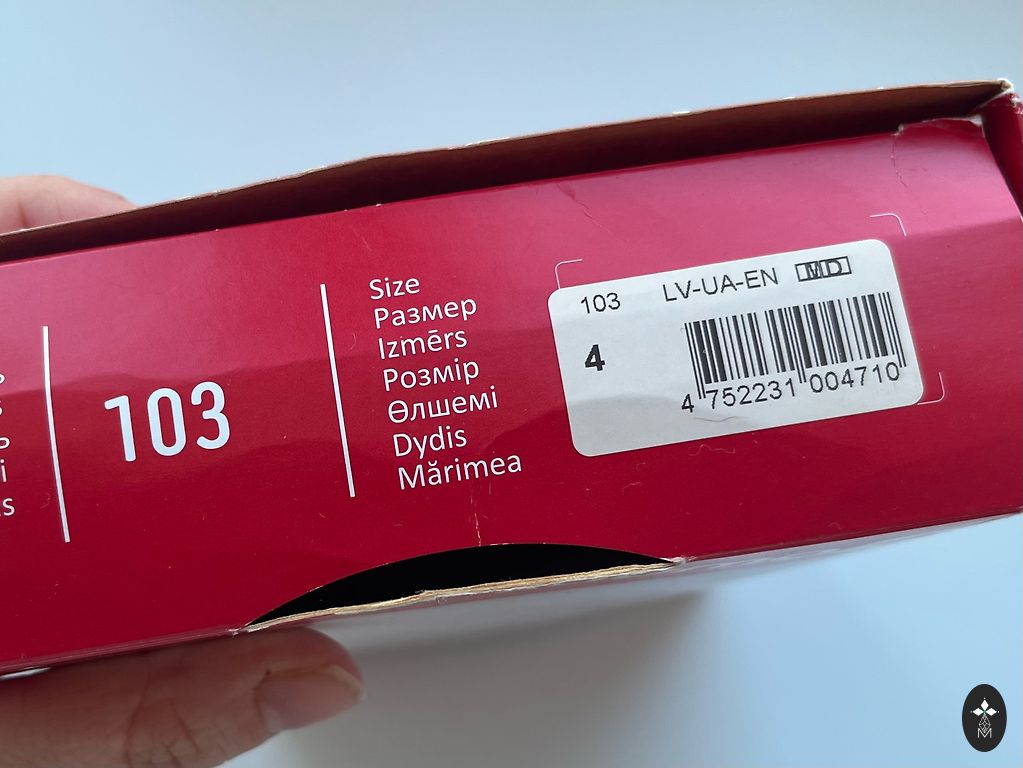 103
Size
Размер
Izmērs
Розмір
Өлшемі
Dydis
Mărimea
103 LV-UA-EN MD
4
4 752231 004710
M